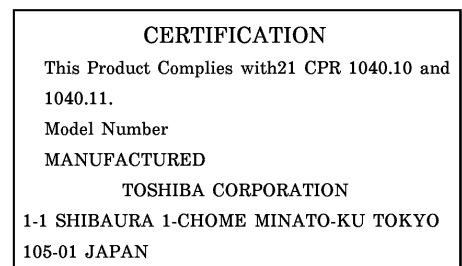 CERTIFICATION
This Product Complies with21 CPR 1040.10 and
1040.11.
Model Number
MANUFACTURED
TOSHIBA CORPORATION
1-1 SHIBAURA 1-CHOME MINATO-KU TOKYO
105-01 JAPAN